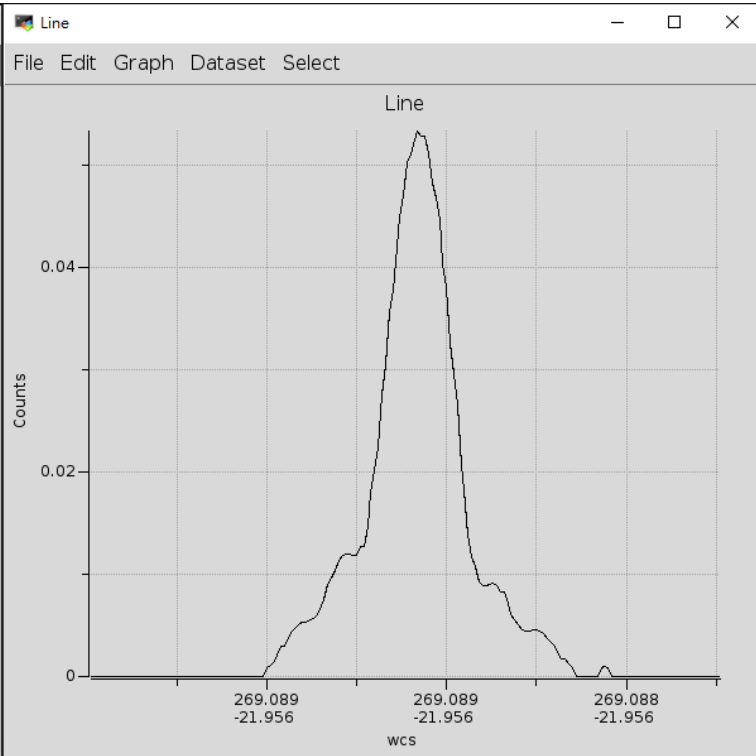 Line
File Edit Graph Dataset Select
Line
Counts
0.04
0.02
0
269.089
-21.956
269.089
-21.956
269.088
-21.956
wcs